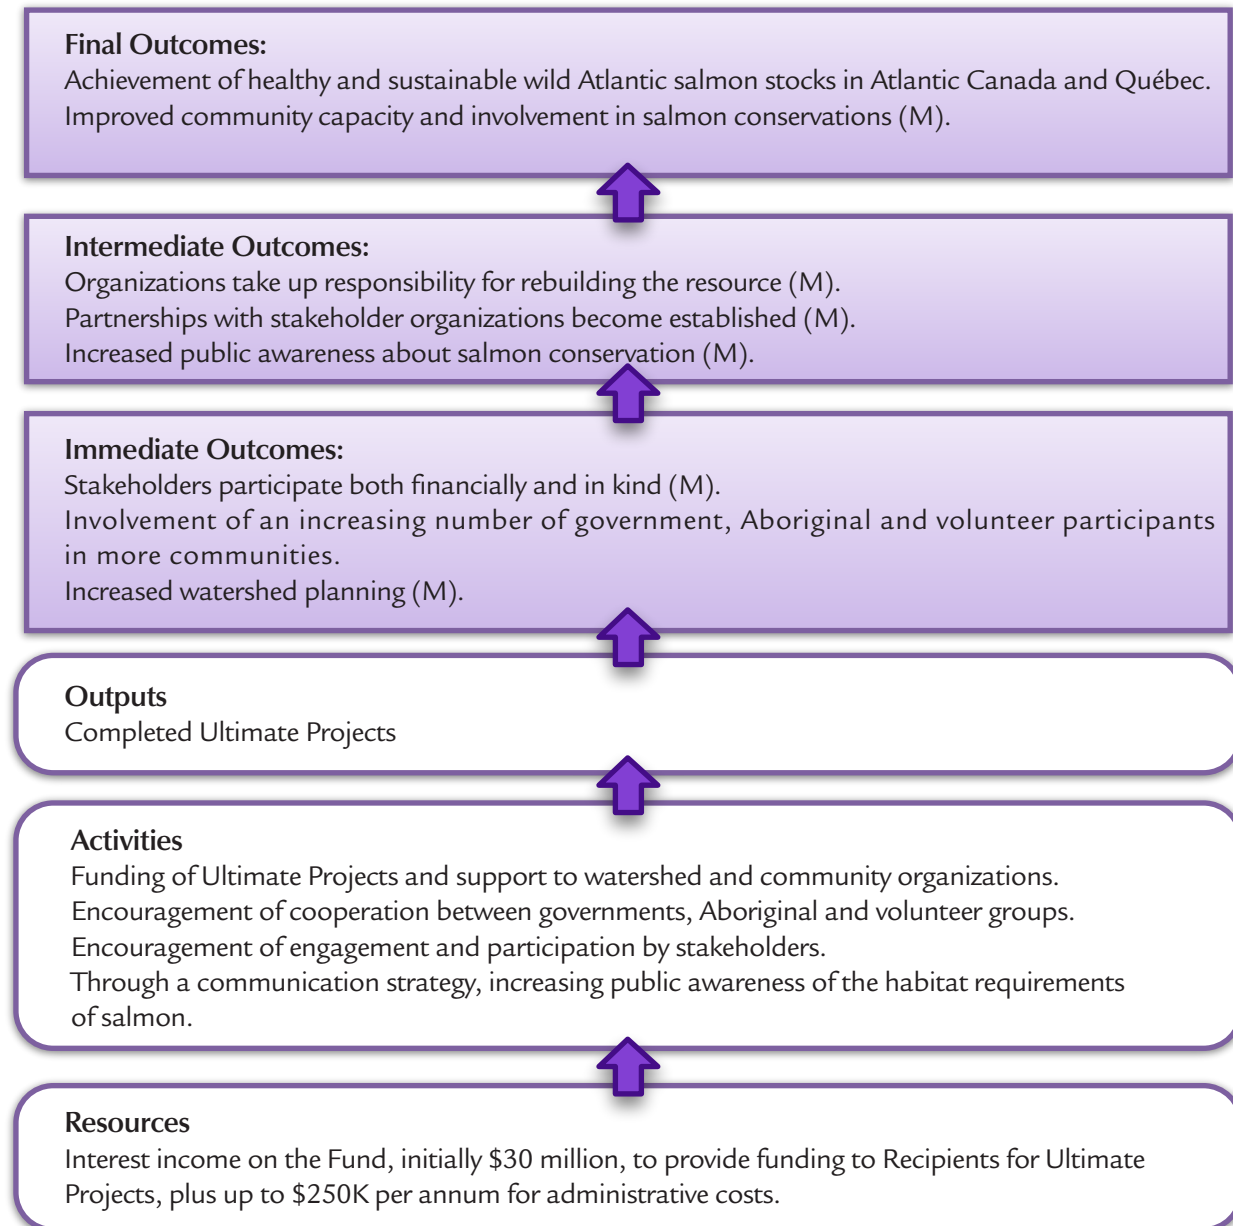 Final Outcomes:
Achievement of healthy and sustainable wild Atlantic salmon stocks in Atlantic Canada and Québec.
Improved community capacity and involvement in salmon conservations (M).
Intermediate Outcomes:
Organizations take up responsibility for rebuilding the resource (M).
Partnerships with stakeholder organizations become established (M).
Increased public awareness about salmon conservation (M).
Immediate Outcomes:
Stakeholders participate both financially and in kind (M).
Involvement of an increasing number of government, Aboriginal and volunteer participants
in more communities.
Increased watershed planning (M).
Outputs
Completed Ultimate Projects
Activities
Funding of Ultimate Projects and support to watershed and community organizations.
Encouragement of cooperation between governments, Aboriginal and volunteer groups.
Encouragement of engagement and participation by stakeholders.
Through a communication strategy, increasing public awareness of the habitat requirements
of salmon.
Resources
Interest income on the Fund, initially $30 million, to provide funding to Recipients for Ultimate
Projects, plus up to $250K per annum for administrative costs.